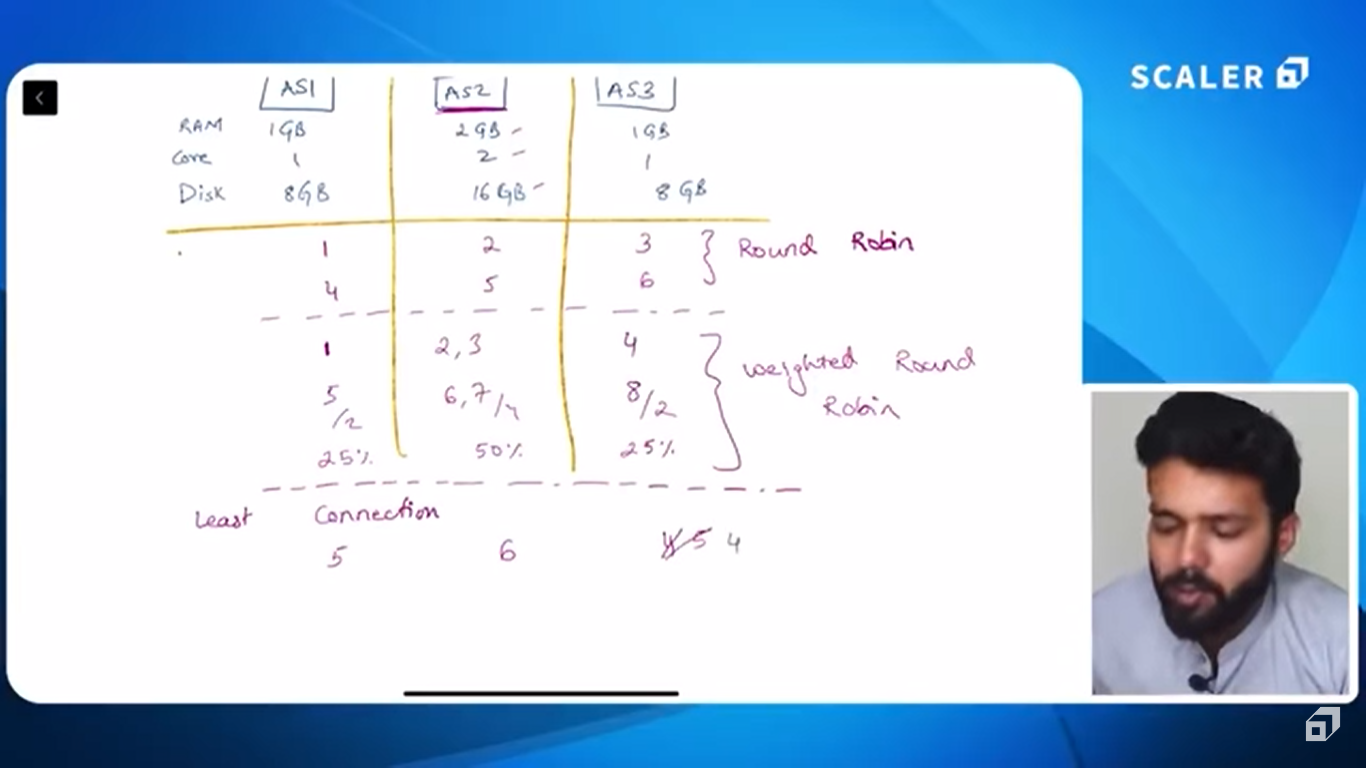 SCALER
AS1 AS2 AS3
RAM 1GB 2GB 1GB
Core 1 2 1
Disk 8GB 16GB 8 GB
1 2 3 Round Robin
4 5 6
1 2,3 4 weighted Round
5 6,7 8 Robin
/2 /4 /2
25% 50% 25%
Least Connection
5 6 4 5 4